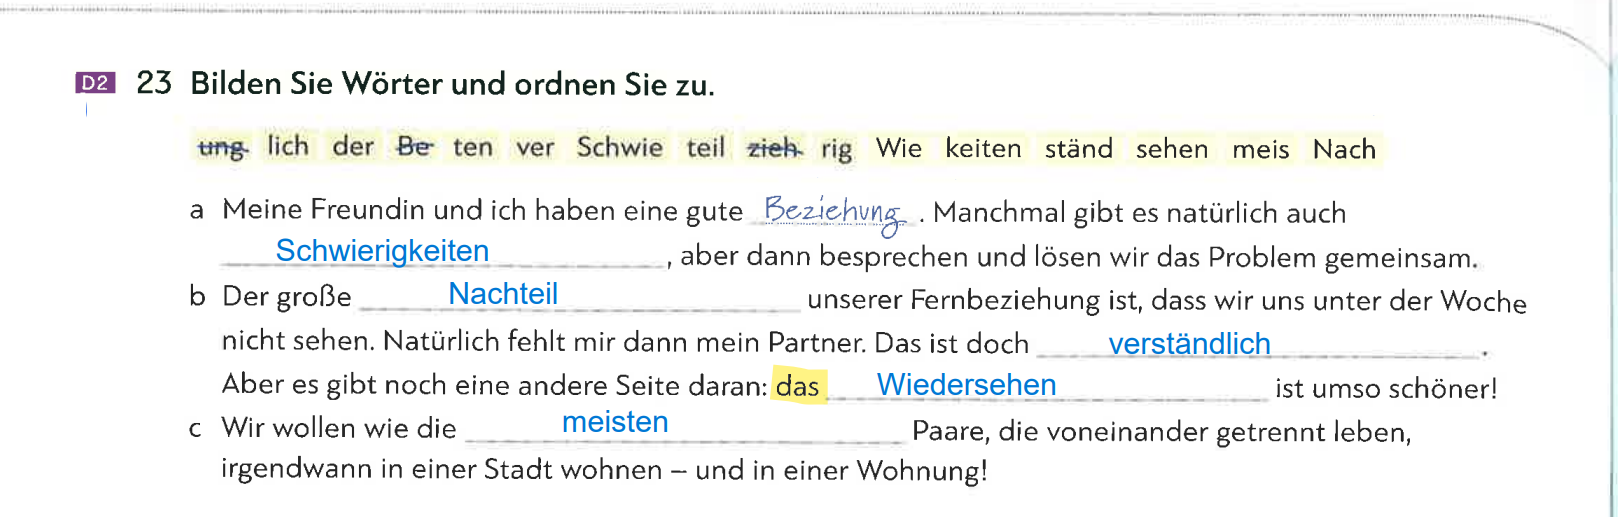 D2 23 Bilden Sie Wörter und ordnen Sie zu.
ung lich der Be ten ver Schwie teil zieh rig Wie keiten ständ sehen meis Nach
a Meine Freundin und ich haben eine gute Beziehung . Manchmal gibt es natürlich auch
Schwierigkeiten , aber dann besprechen und lösen wir das Problem gemeinsam.
b Der große Nachteil unserer Fernbeziehung ist, dass wir uns unter der Woche
nicht sehen. Natürlich fehlt mir dann mein Partner. Das ist doch verständlich .
Aber es gibt noch eine andere Seite daran: das Wiedersehen ist umso schöner!
c Wir wollen wie die meisten Paare, die voneinander getrennt leben,
irgendwann in einer Stadt wohnen – und in einer Wohnung!